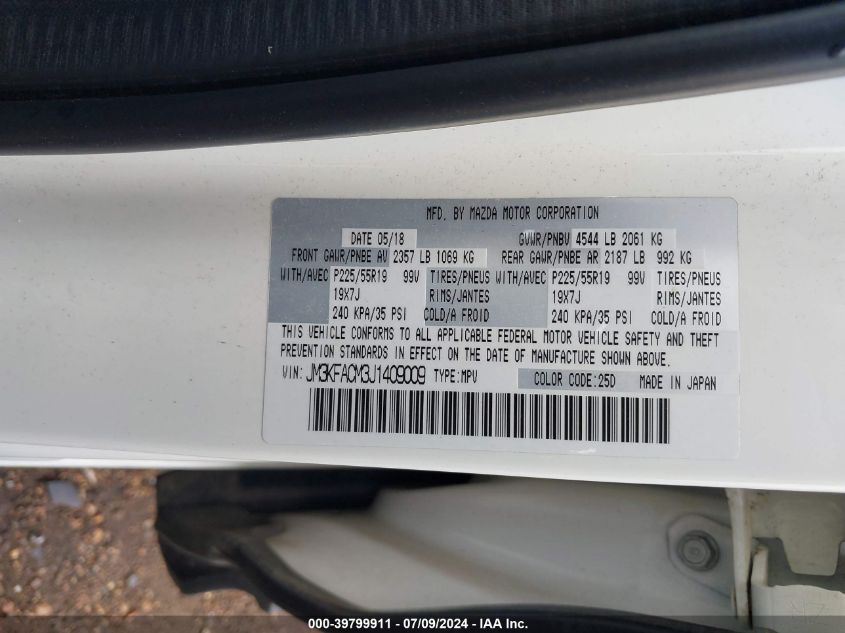 MFD. BY MAZDA MOTOR CORPORATION
DATE 05/18 GVWR/PNBV 4544 LB 2061 KG
FRONT GAWR/PNBE AV 2357 LB 1069 KG REAR GAWR/PNBE AR 2187 LB 992 KG
WITH/AVEC P225/55R19 99V TIRES/PNEUS WITH/AVEC P225/55R19 99V TIRES/PNEUS
19X7J RIMS/JANTES 19X7J RIMS/JANTES
240 KPA/35 PSI COLD/A FROID 240 KPA/35 PSI COLD/A FROID
THIS VEHICLE CONFORMS TO ALL APPLICABLE FEDERAL MOTOR VEHICLE SAFETY AND THEFT
PREVENTION STANDARDS IN EFFECT ON THE DATE OF MANUFACTURE SHOWN ABOVE.
VIN: JM3KFACM3J1409009 TYPE:MPV COLOR CODE:25D MADE IN JAPAN
000-39799911 - 07/09/2024 - IAA Inc.